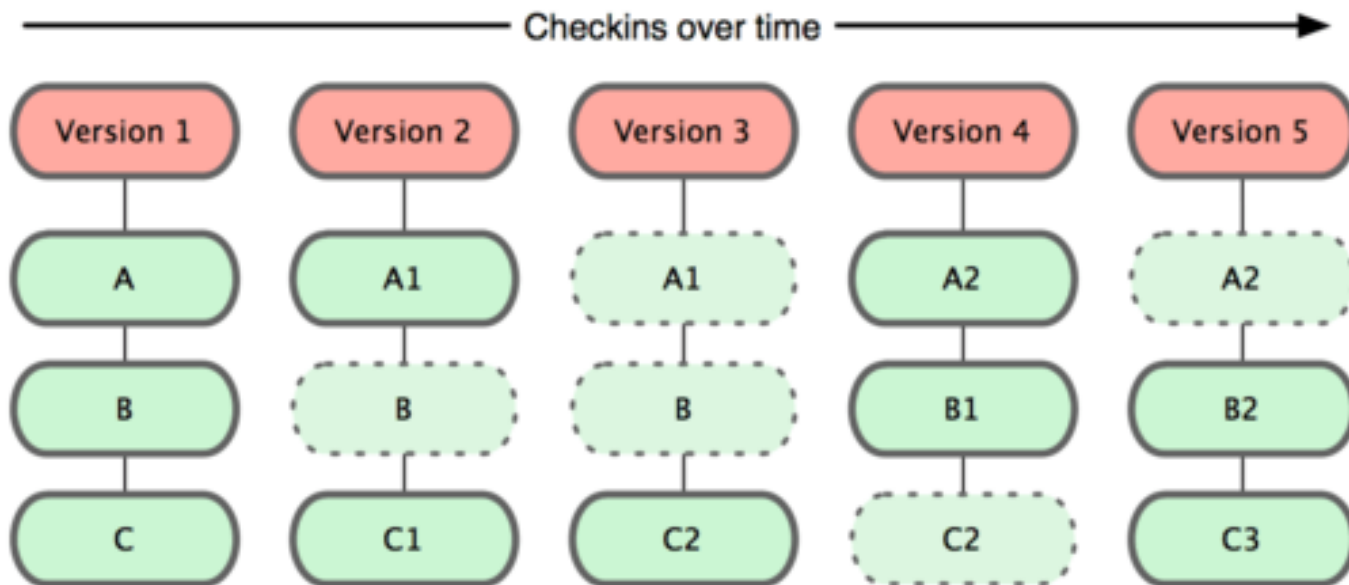 Checkins over time
Version 1 Version 2 Version 3 Version 4 Version 5
A A1 A1 A2 A2
B B B B1 B2
C C1 C2 C2 C3